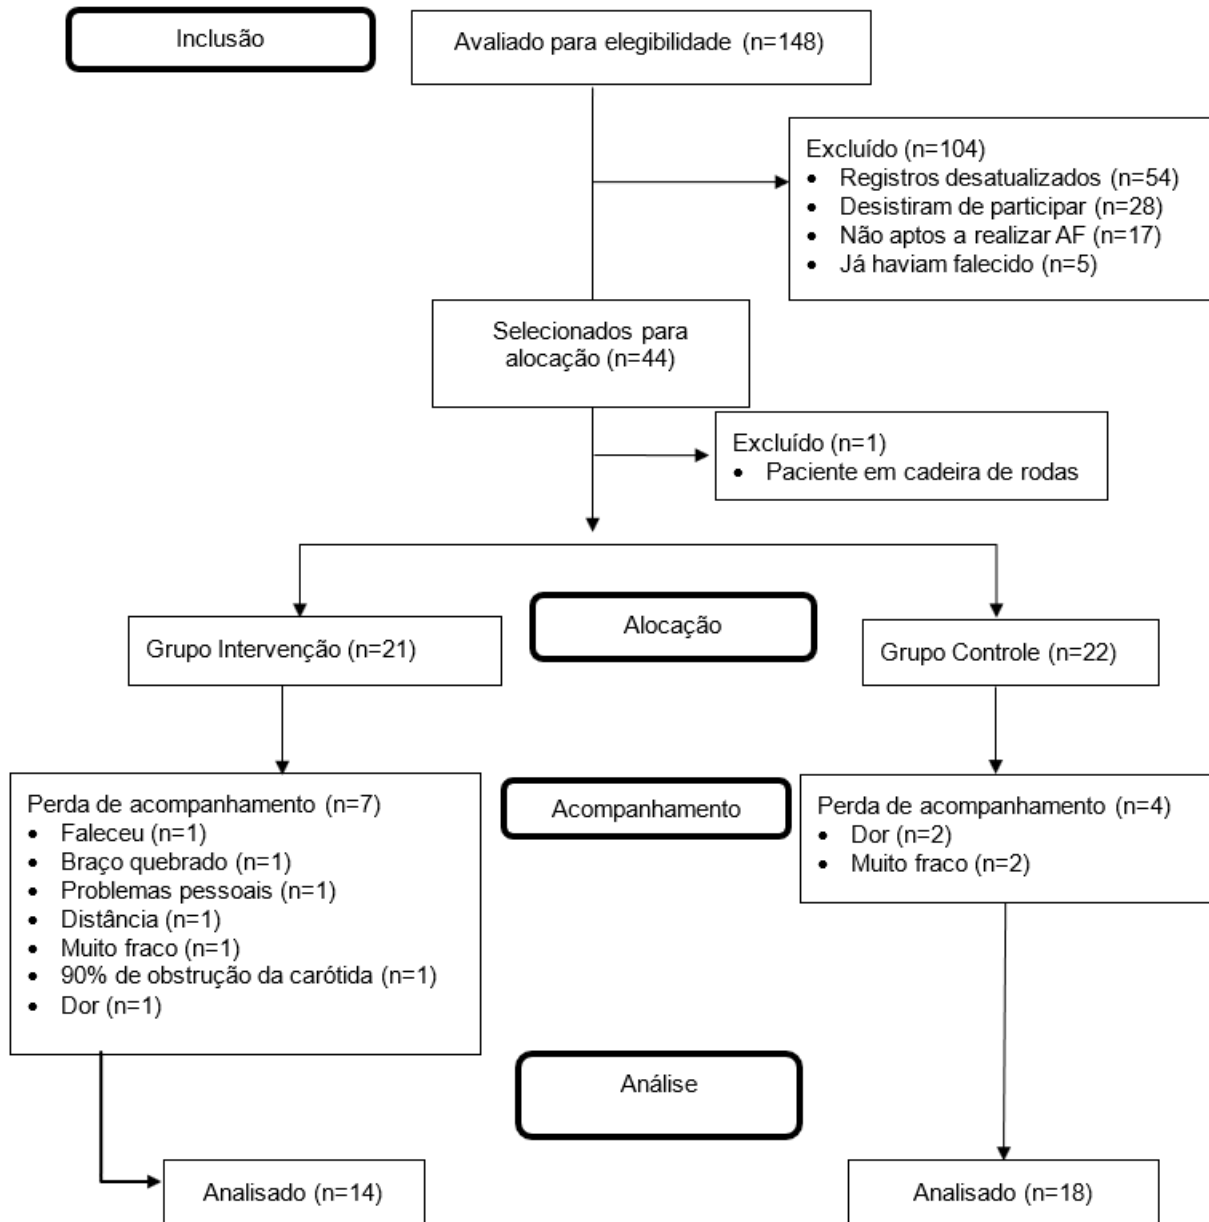 Inclusão
Avaliado para elegibilidade (n=148)
Excluído (n=104)
• Registros desatualizados (n=54)
• Desistiram de participar (n=28)
• Não aptos a realizar AF (n=17)
• Já haviam falecido (n=5)
Selecionados para
alocação (n=44)
Excluído (n=1)
• Paciente em cadeira de rodas
Alocação
Grupo Intervenção (n=21)
Grupo Controle (n=22)
Acompanhamento
Perda de acompanhamento (n=7)
• Faleceu (n=1)
• Braço quebrado (n=1)
• Problemas pessoais (n=1)
• Distância (n=1)
• Muito fraco (n=1)
• 90% de obstrução da carótida (n=1)
• Dor (n=1)
Perda de acompanhamento (n=4)
• Dor (n=2)
• Muito fraco (n=2)
Análise
Analisado (n=14)
Analisado (n=18)